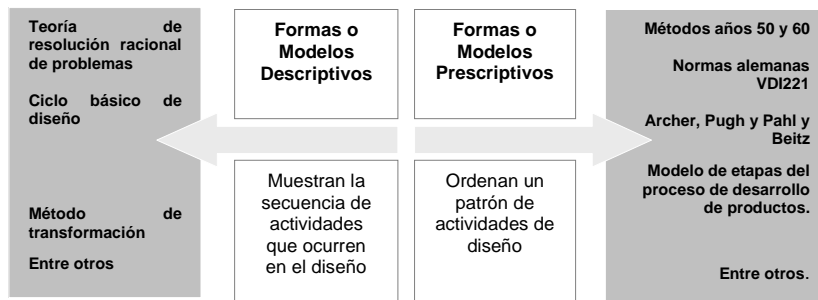 Teoría de
resolución racional
de problemas
Ciclo básico de
diseño
Método de
transformación
Entre otros
Formas o
Modelos
Descriptivos
Muestran la
secuencia de
actividades
que ocurren
en el diseño
Formas o
Modelos
Prescriptivos
Ordenan un
patrón de
actividades de
diseño
Métodos años 50 y 60
Normas alemanas
VDI221
Archer, Pugh y Pahl y
Beitz
Modelo de etapas del
proceso de desarrollo
de productos.
Entre otros.